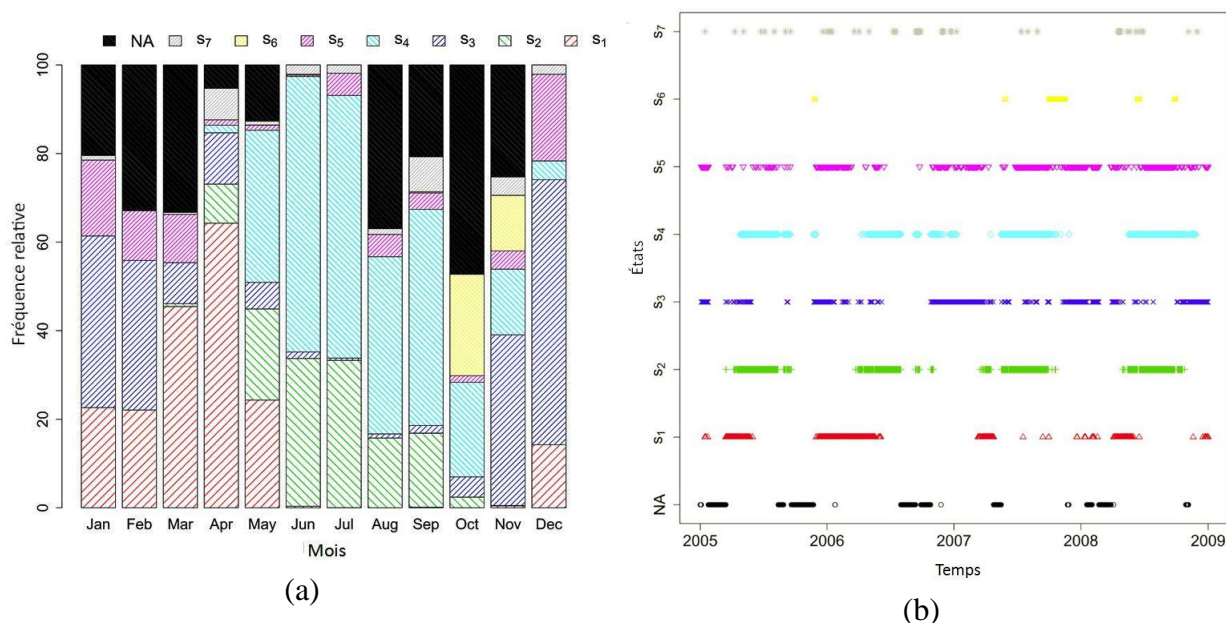 NA s7 s6 s5 s4 s3 s2 s1
Fréquence relative
100
80
60
40
20
0
Jan Feb Mar Apr May Jun Jul Aug Sep Oct Nov Dec
Mois
(a)
États
s7
s6
s5
s4
s3
s2
s1
NA
2005 2006 2007 2008 2009
Temps
(b)